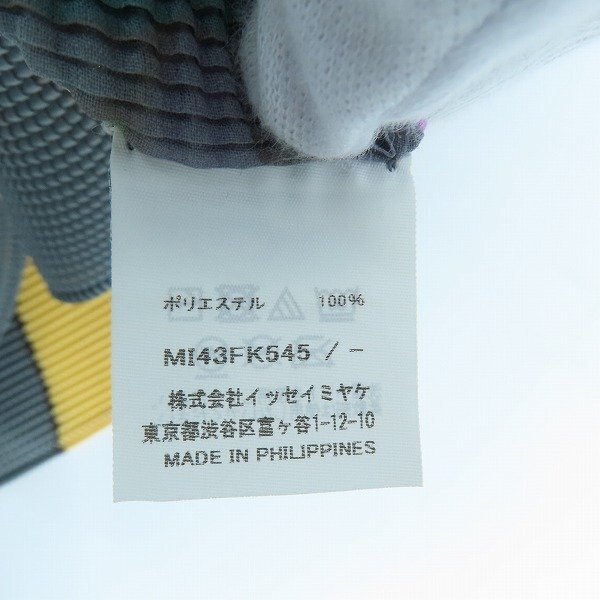 ポリエステル 100%
MI43FK545 / -
株式会社イッセイミヤケ
東京都渋谷区富ヶ谷1-12-10
MADE IN PHILIPPINES